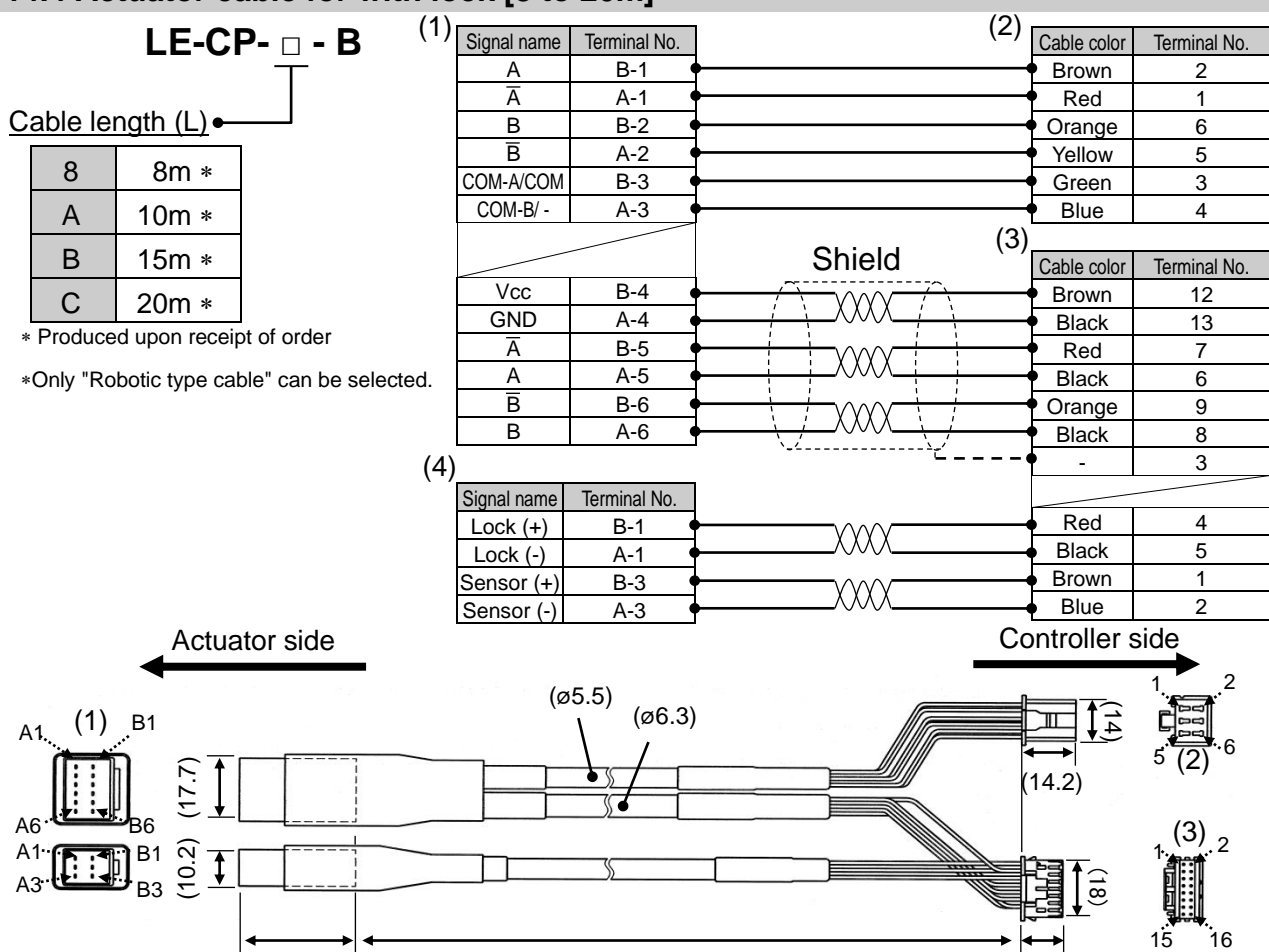 LE-CP- □ - B
Cable length (L)
8 8m *
A 10m *
B 15m *
C 20m *
* Produced upon receipt of order
*Only "Robotic type cable" can be selected.
(1)
Signal name Terminal No.
A B-1
A̅ A-1
B B-2
B̅ A-2
COM-A/COM B-3
COM-B/ - A-3
Vcc B-4
GND A-4
A̅ B-5
A A-5
B̅ B-6
B A-6
Shield
(2)
Cable color Terminal No.
Brown 2
Red 1
Orange 6
Yellow 5
Green 3
Blue 4
(3)
Cable color Terminal No.
Brown 12
Black 13
Red 7
Black 6
Orange 9
Black 8
- 3
Red 4
Black 5
Brown 1
Blue 2
(4)
Signal name Terminal No.
Lock (+) B-1
Lock (-) A-1
Sensor (+) B-3
Sensor (-) A-3
Actuator side
Controller side
(1)
A1 B1
A6 B6
A1 B1
A3 B3
(17.7)
(10.2)
(ø5.5)
(ø6.3)
(14)
(14.2)
(18)
1 2
5 6
(2)
(3)
1 2
15 16